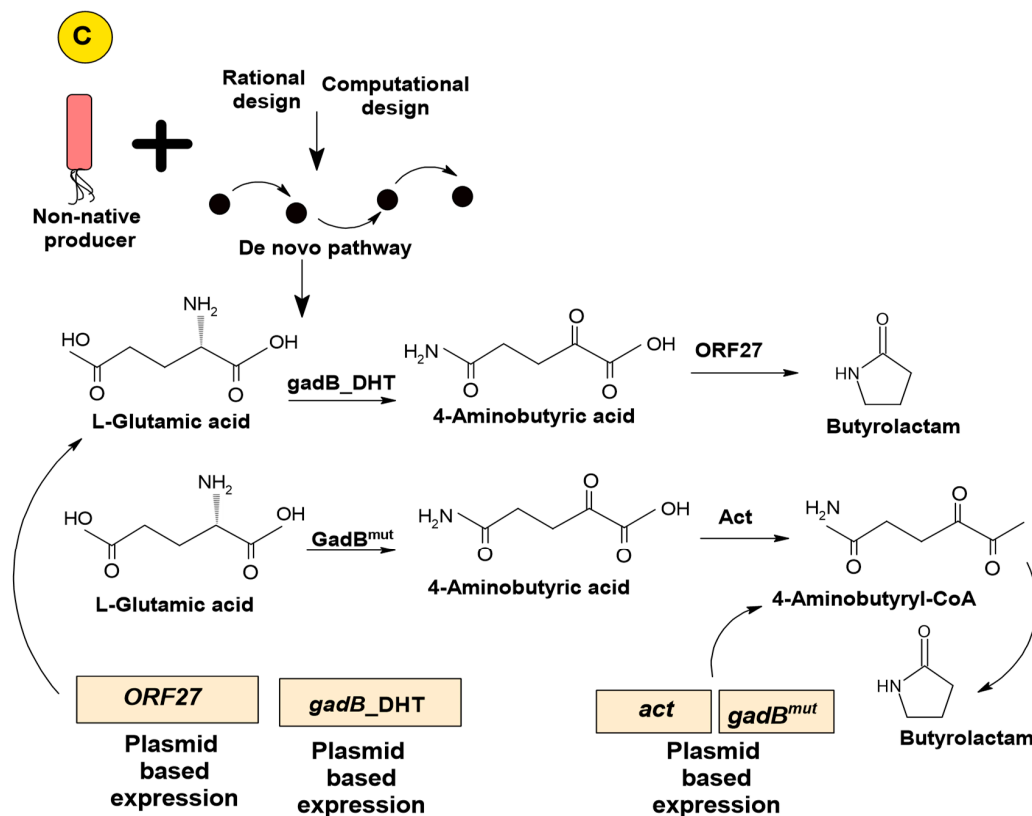 C
Rational
design
Computational
design
Non-native
producer
De novo pathway
NH2
HO
OH
O
O
L-Glutamic acid
gadB_DHT
O
H2N
OH
O
O
4-Aminobutyric acid
ORF27
O
HN
Butyrolactam
NH2
HO
OH
O
O
L-Glutamic acid
GadBmut
O
H2N
OH
O
O
4-Aminobutyric acid
Act
O
H2N
O
O
4-Aminobutyryl-CoA
O
HN
Butyrolactam
ORF27
Plasmid
based
expression
gadB_DHT
Plasmid
based
expression
act
gadBmut
Plasmid
based
expression